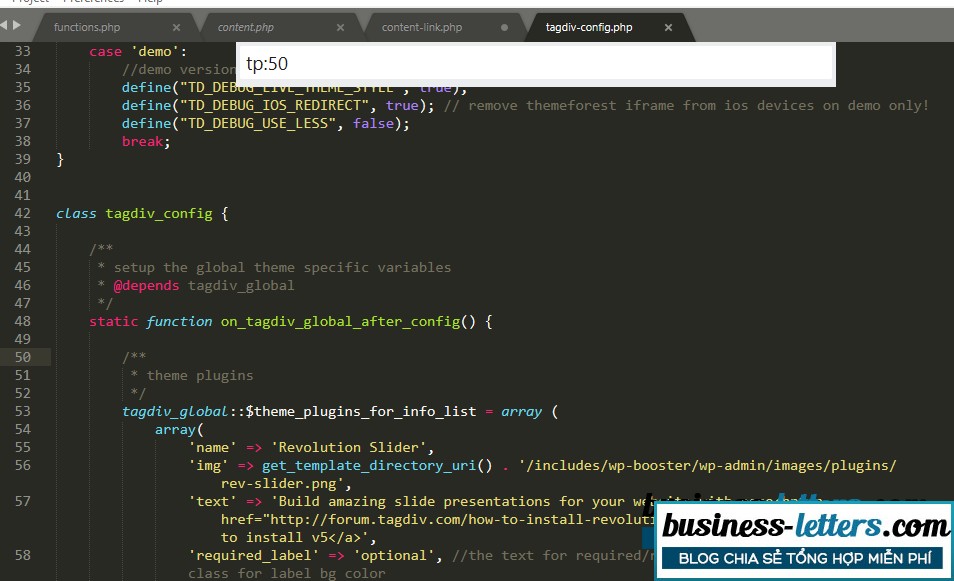 Project Preferences Help
functions.php content.php content-link.php tagdiv-config.php
tp:50
33 case 'demo':
34 //demo version
35 define("TD_DEBUG_LIVE_THEME_STYLE", true);
36 define("TD_DEBUG_IOS_REDIRECT", true); // remove themeforest iframe from ios devices on demo only!
37 define("TD_DEBUG_USE_LESS", false);
38 break;
39 }
40
41
42 class tagdiv_config {
43
44 /**
45 * setup the global theme specific variables
46 * @depends tagdiv_global
47 */
48 static function on_tagdiv_global_after_config() {
49
50 /**
51 * theme plugins
52 */
53 tagdiv_global::$theme_plugins_for_info_list = array (
54 array(
55 'name' => 'Revolution Slider',
56 'img' => get_template_directory_uri() . '/includes/wp-booster/wp-admin/images/plugins/
rev-slider.png',
57 'text' => 'Build amazing slide presentations for your website with
href="http://forum.tagdiv.com/how-to-install-revoluti
to install v5</a>',
58 'required_label' => 'optional', //the text for required/
class for label bg color
business-letters.com
BLOG CHIA SẺ TỔNG HỢP MIỄN PHÍ